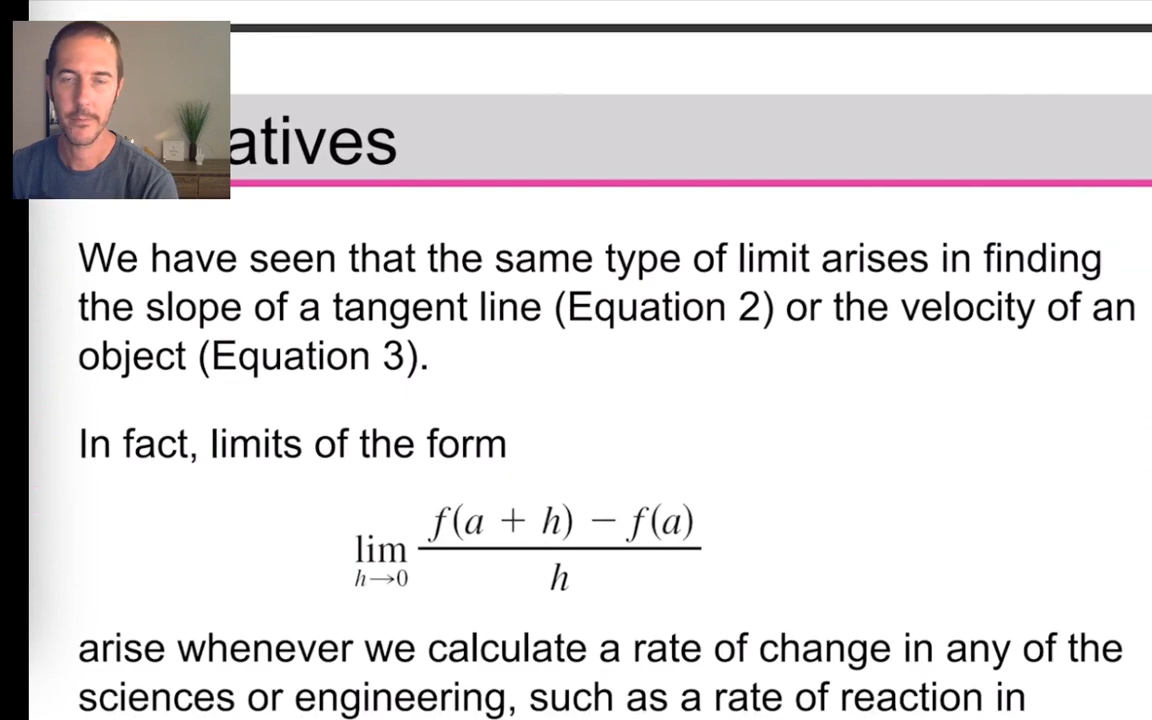 atives
We have seen that the same type of limit arises in finding
the slope of a tangent line (Equation 2) or the velocity of an
object (Equation 3).
In fact, limits of the form
lim h→0 f(a + h) − f(a) / h
arise whenever we calculate a rate of change in any of the
sciences or engineering, such as a rate of reaction in